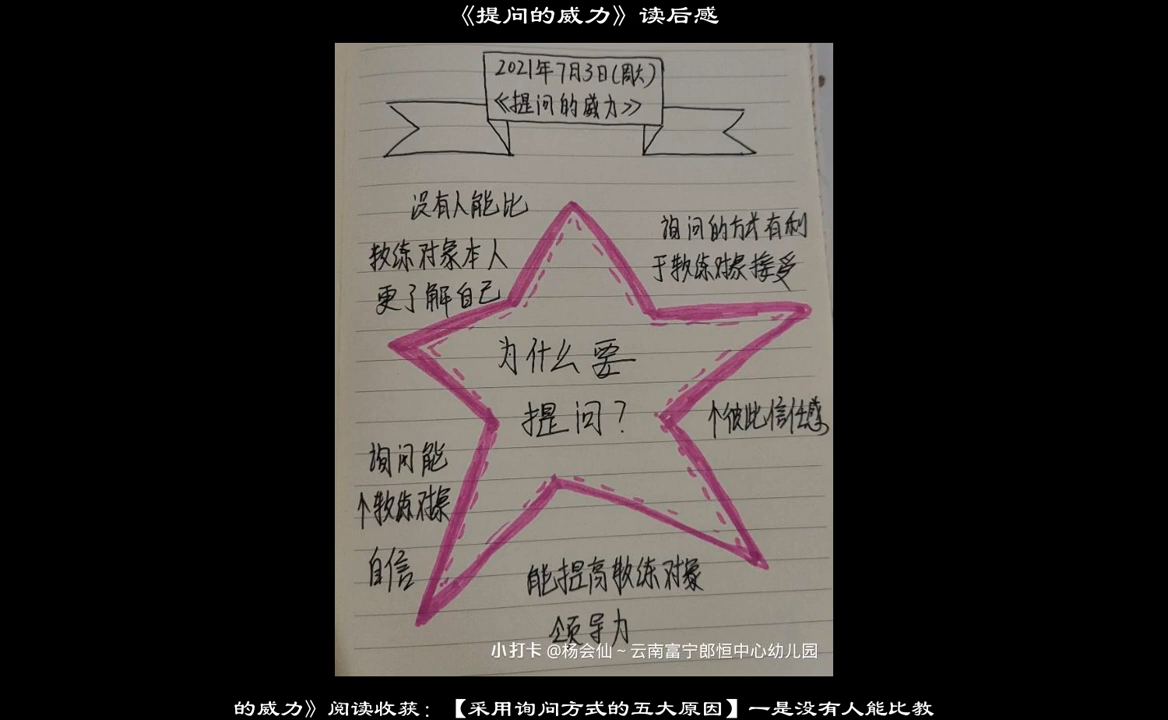 《提问的威力》读后感
2021年7月3日(周六)
《提问的威力》
没有人能比
教练对象本人
更了解自己
询问的方式有利
于教练对象接受
为什么要
提问？
个彼此信任感
询问能
个教练对象
自信
能提高教练对象
领导力
小打卡 @杨会仙～云南富宁郎恒中心幼儿园
的威力》阅读收获：【采用询问方式的五大原因】一是没有人能比教